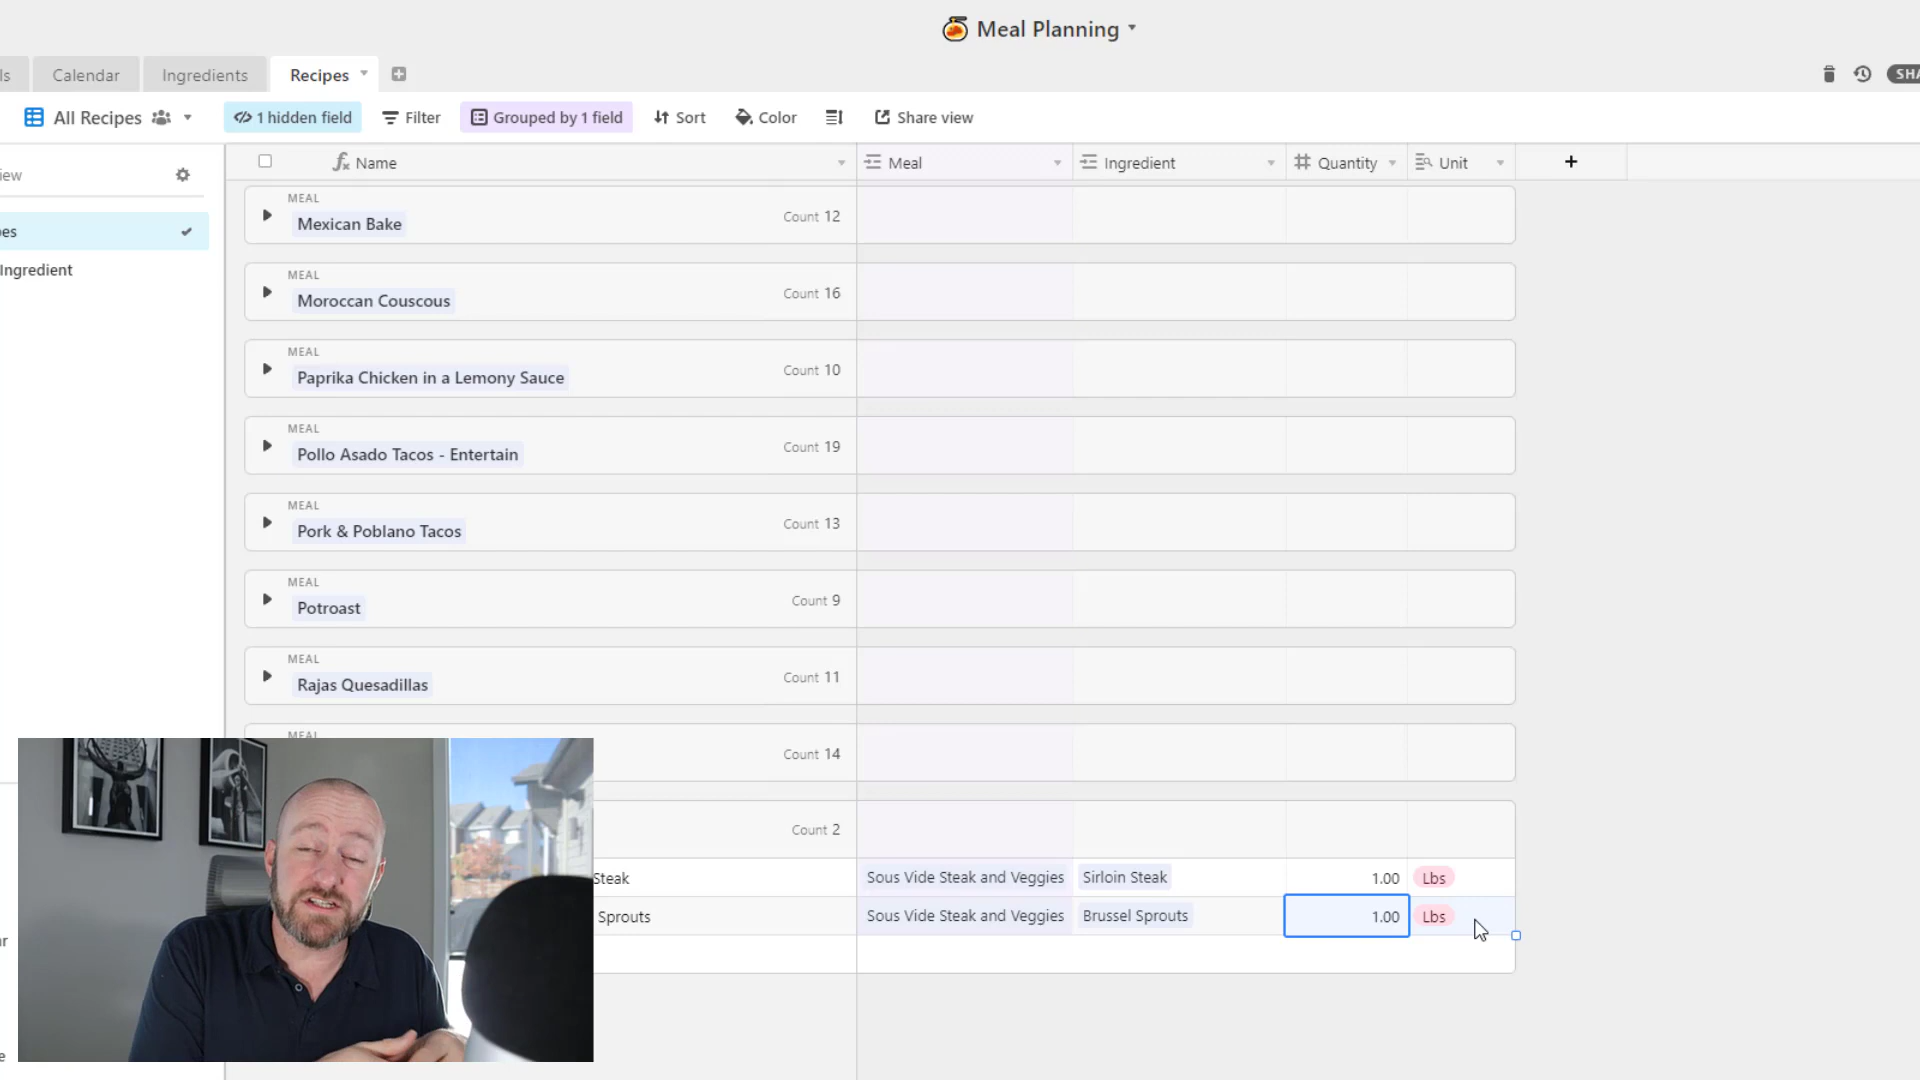 Meal Planning
ls
Calendar
Ingredients
Recipes
SHA
All Recipes
1 hidden field
Filter
Grouped by 1 field
Sort
Color
Share view
iew
Name
Meal
Ingredient
Quantity
Unit
+
MEAL
Mexican Bake
Count 12
es
Ingredient
MEAL
Moroccan Couscous
Count 16
MEAL
Paprika Chicken in a Lemony Sauce
Count 10
MEAL
Pollo Asado Tacos - Entertain
Count 19
MEAL
Pork & Poblano Tacos
Count 13
MEAL
Potroast
Count 9
MEAL
Rajas Quesadillas
Count 11
MEAL
Count 14
Count 2
Steak
Sous Vide Steak and Veggies
Sirloin Steak
1.00
Lbs
Sprouts
Sous Vide Steak and Veggies
Brussel Sprouts
1.00
Lbs
r
e